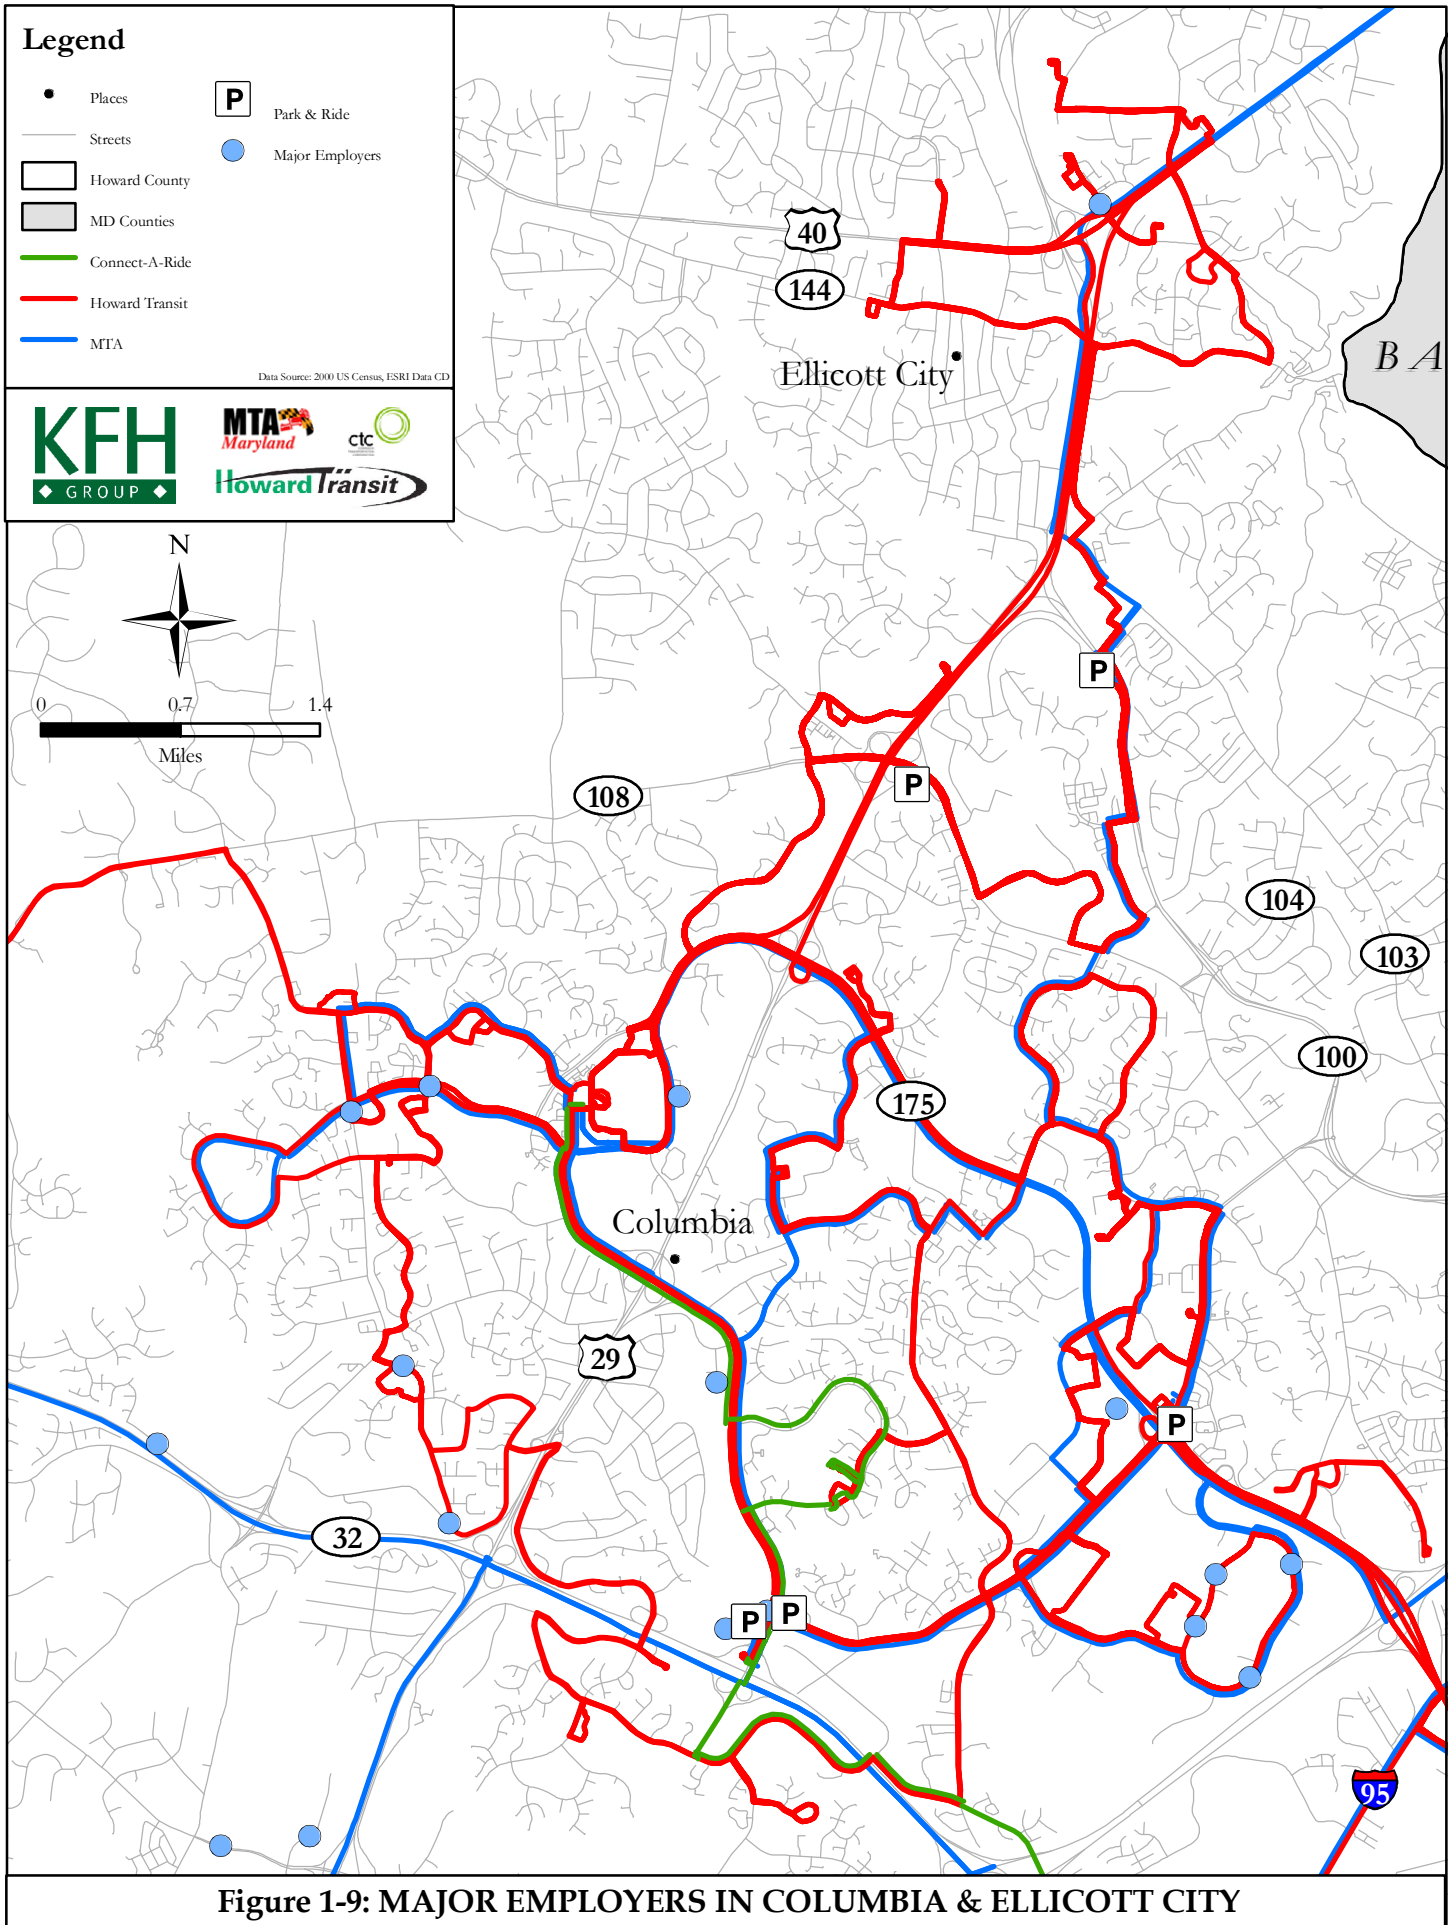 Legend
Places
Streets
Howard County
MD Counties
Connect-A-Ride
Howard Transit
MTA
P
Park & Ride
Major Employers
Data Source: 2000 US Census, ESRI Data CD
KFH
GROUP
MTA
Maryland
ctc
Howard Transit
N
0 0.7 1.4
Miles
40
144
Ellicott City
B A
P
P
108
104
103
100
175
Columbia
29
P
32
P P
95
Figure 1-9: MAJOR EMPLOYERS IN COLUMBIA & ELLICOTT CITY